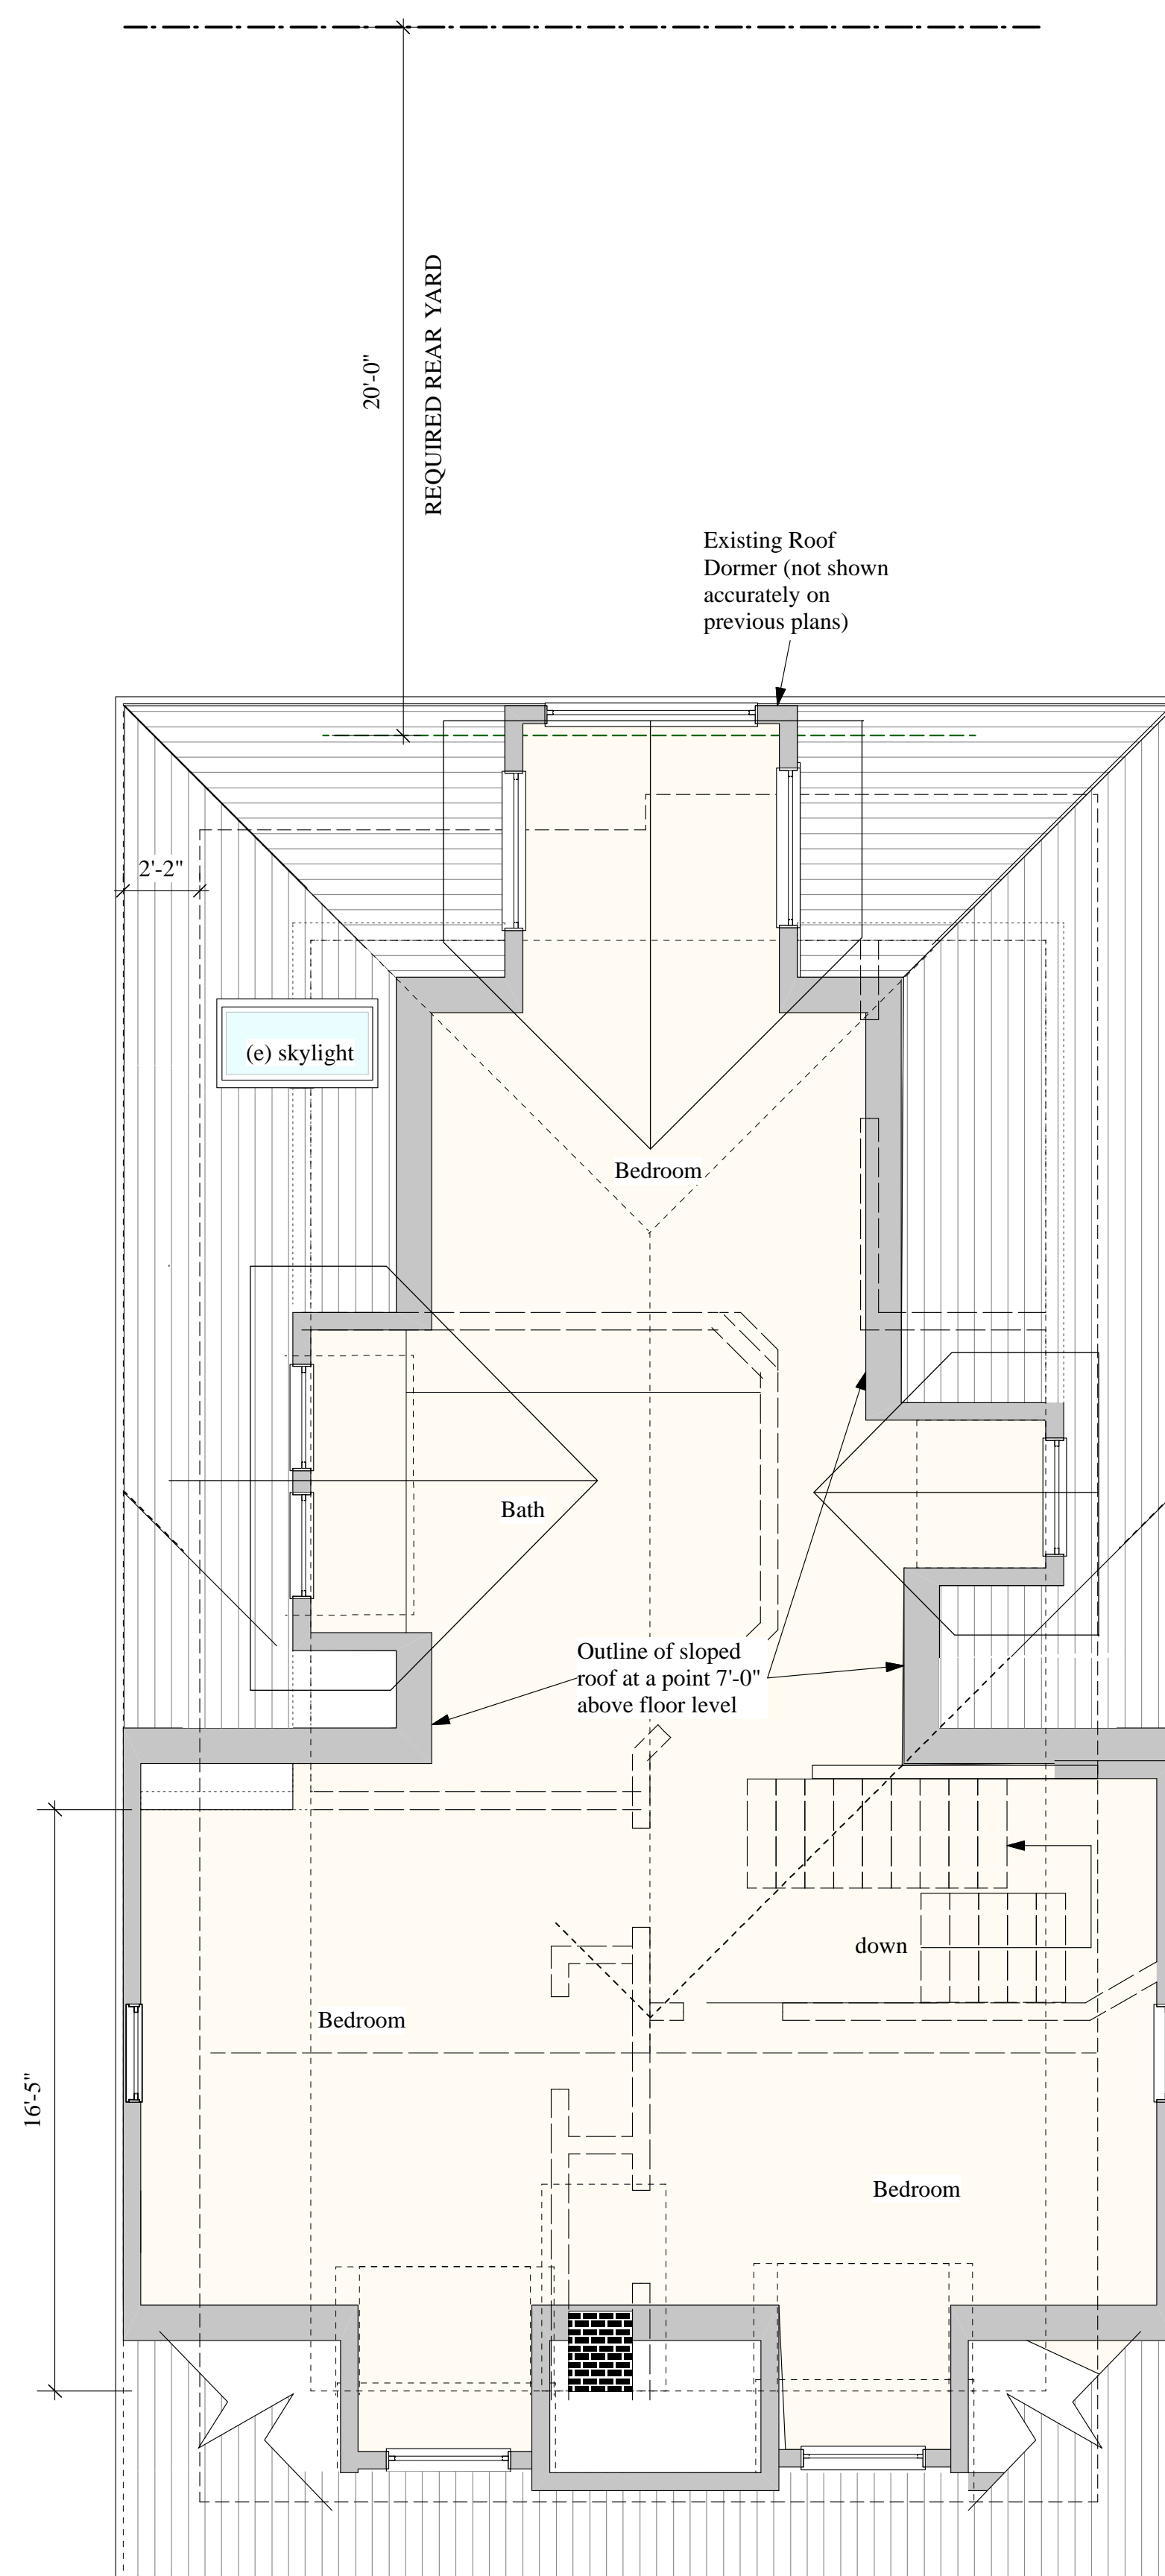 20'-0"
REQUIRED REAR YARD
Existing Roof
Dormer (not shown
accurately on
previous plans)
2'-2"
(e) skylight
Bedroom
Bath
Outline of sloped
roof at a point 7'-0"
above floor level
down
Bedroom
16'-5"
Bedroom